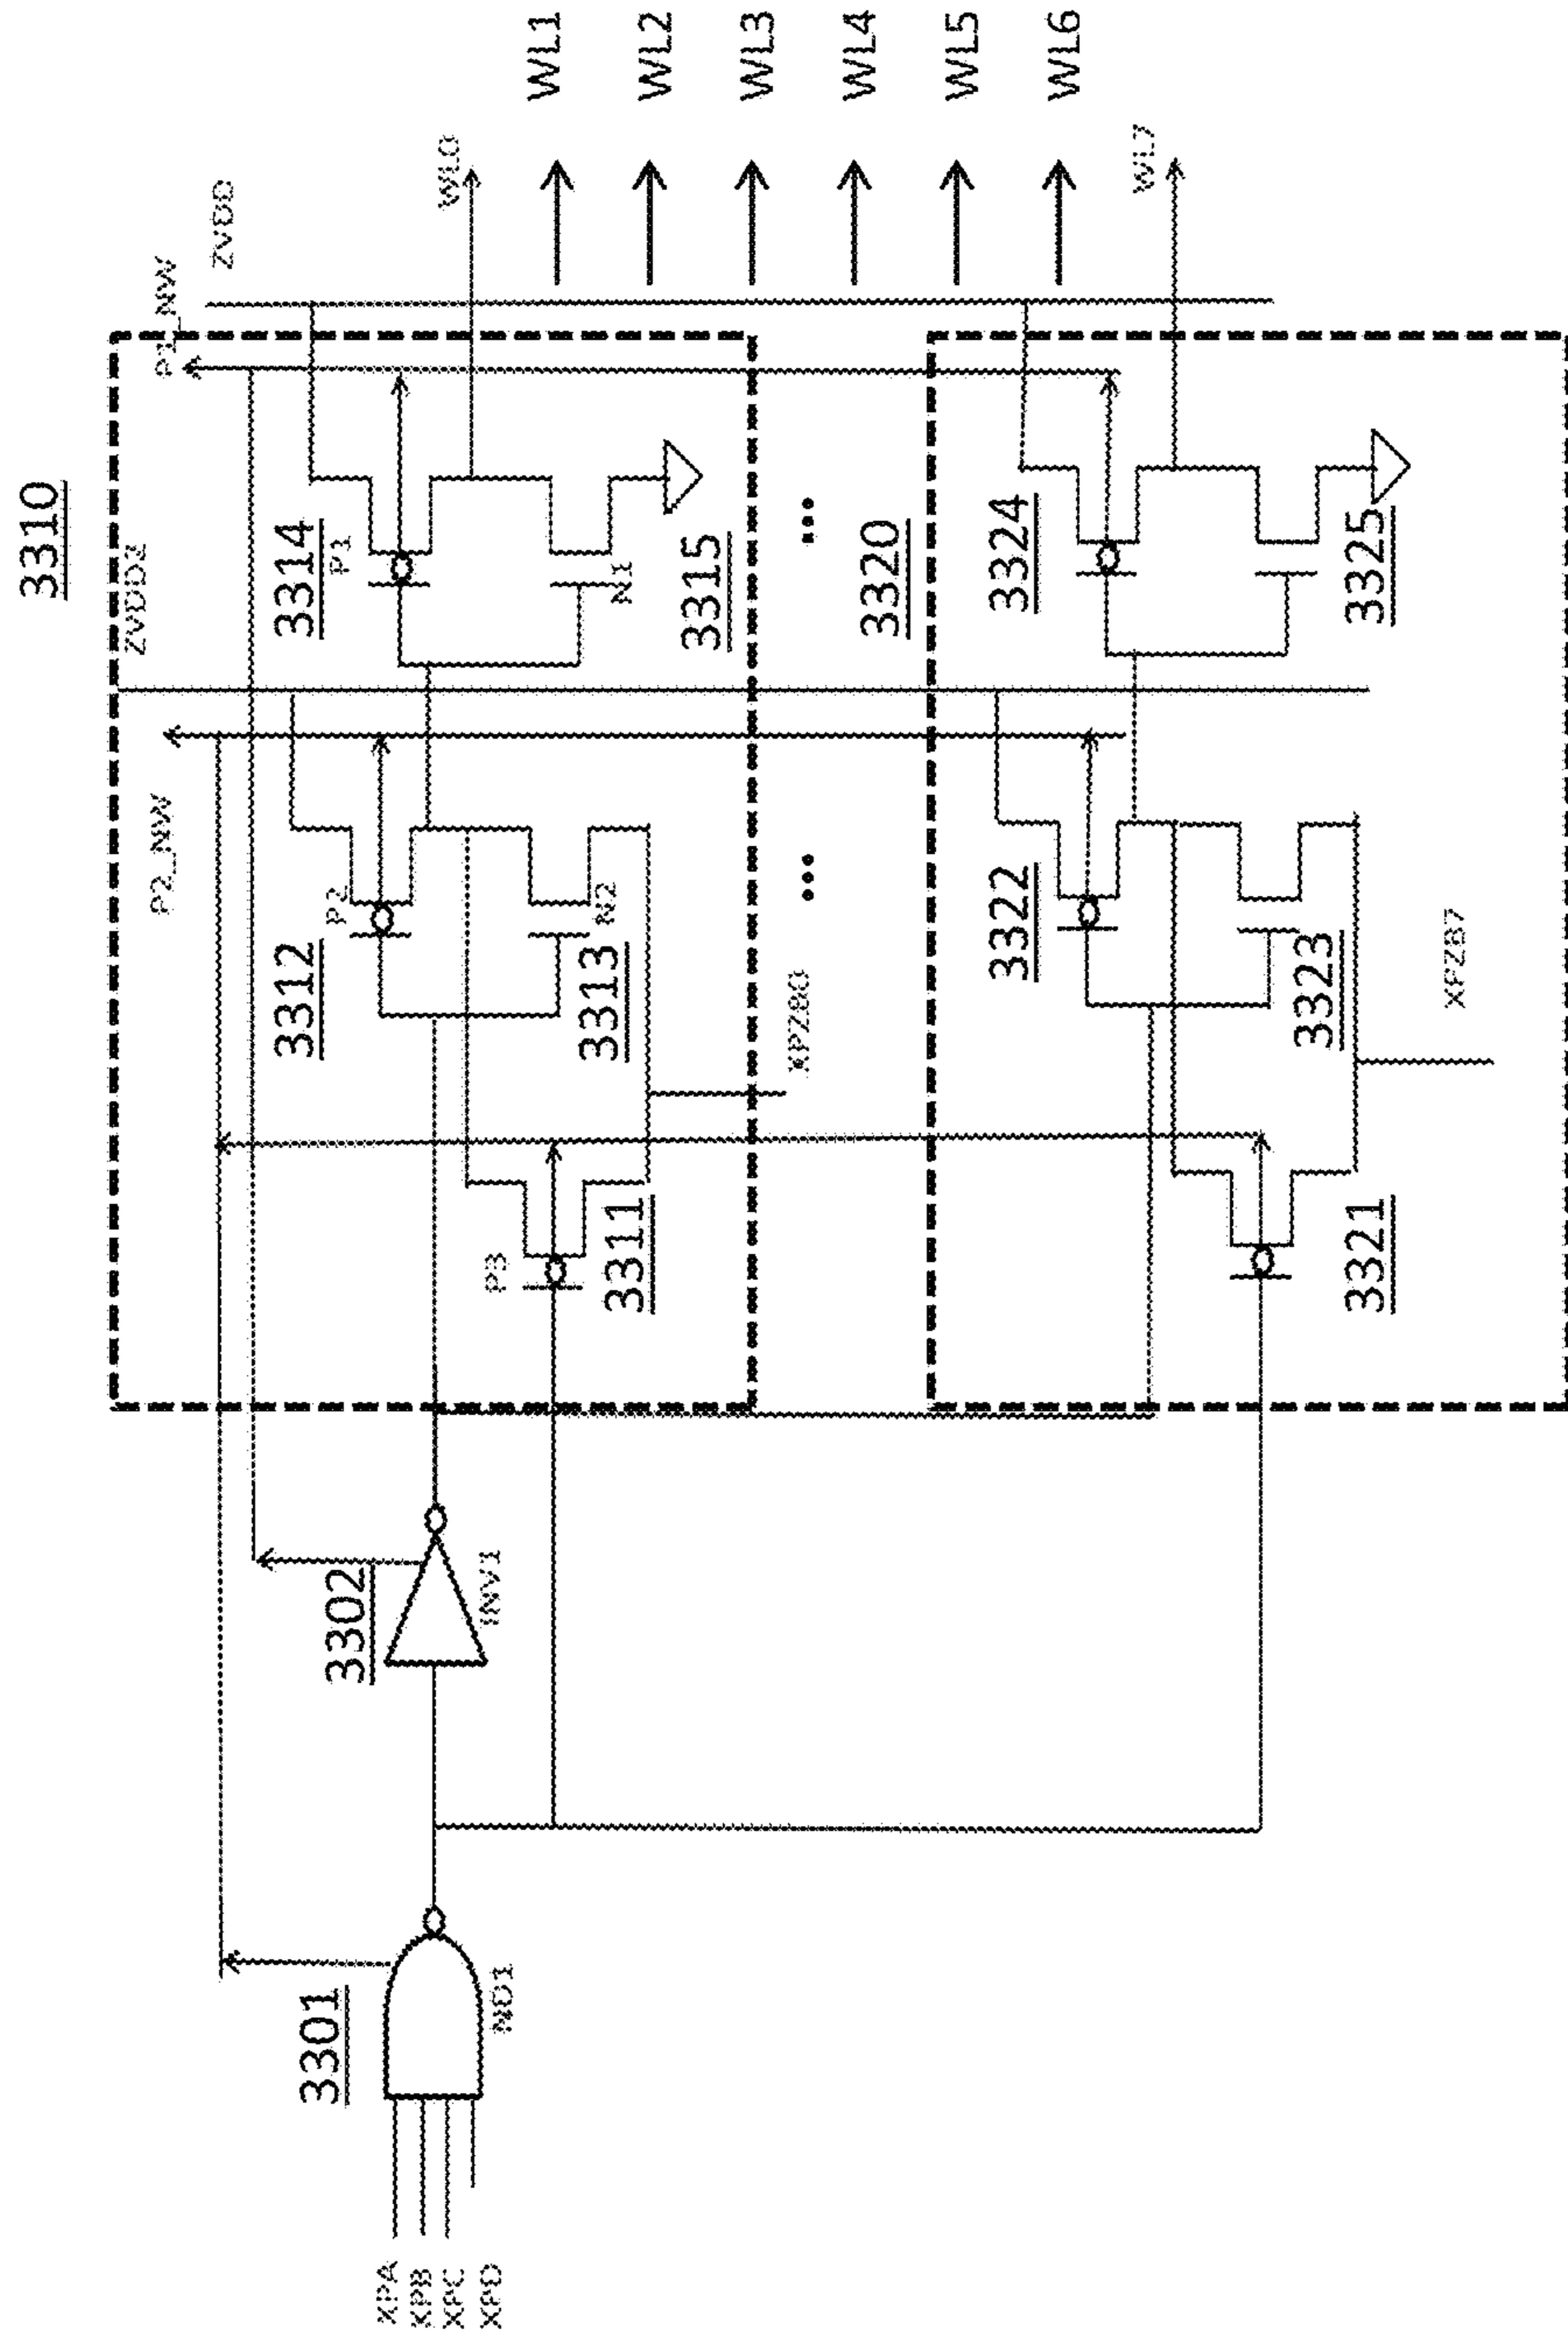 3310
ZVDD2
P1_NW
ZVDD
P2_NW
3314
P1
WL0
WL1
WL2
WL3
WL4
WL5
WL6
WL7
3312
P2
3313
N2
N1
3315
3302
INV1
P3
3311
XPZB0
...
...
3320
3301
ND1
XPA
XPB
XPC
XPD
3322
3324
3323
3325
3321
XPZB7